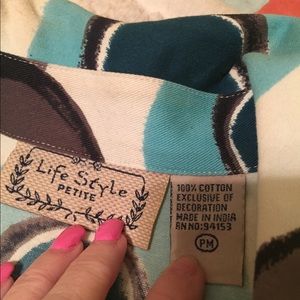 Life Style
PETITE
100% COTTON
EXCLUSIVE OF
DECORATION
MADE IN INDIA
RN NO: 94153
PM